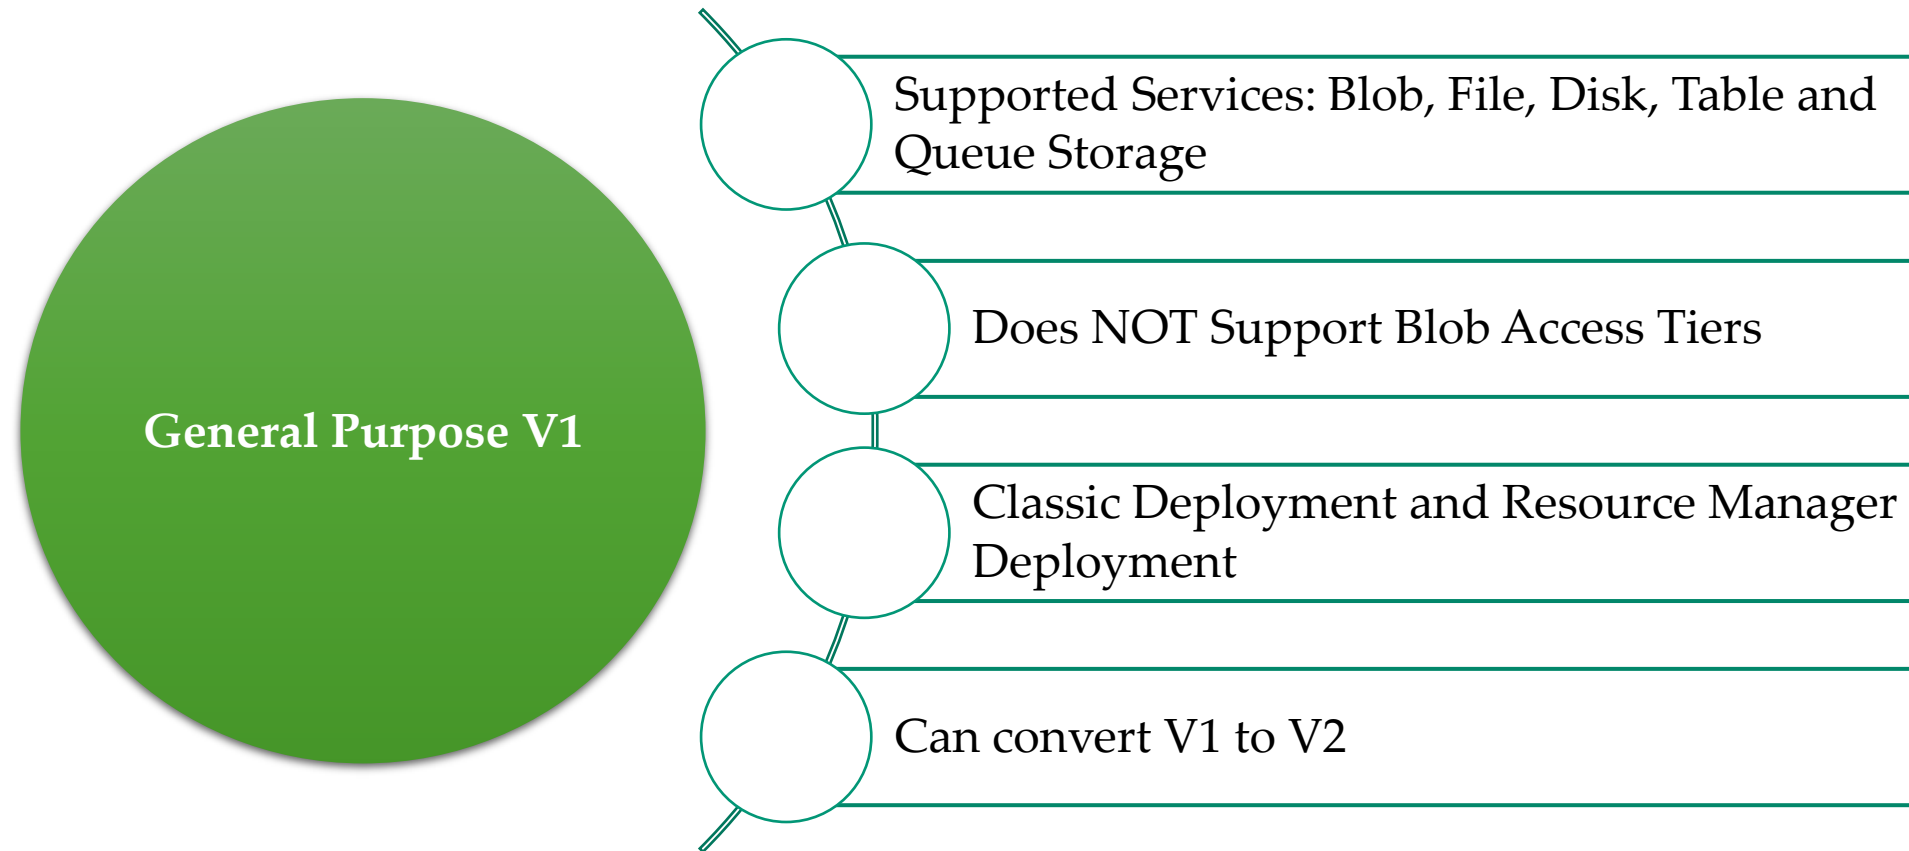 General Purpose V1
Supported Services: Blob, File, Disk, Table and
Queue Storage
Does NOT Support Blob Access Tiers
Classic Deployment and Resource Manager
Deployment
Can convert V1 to V2